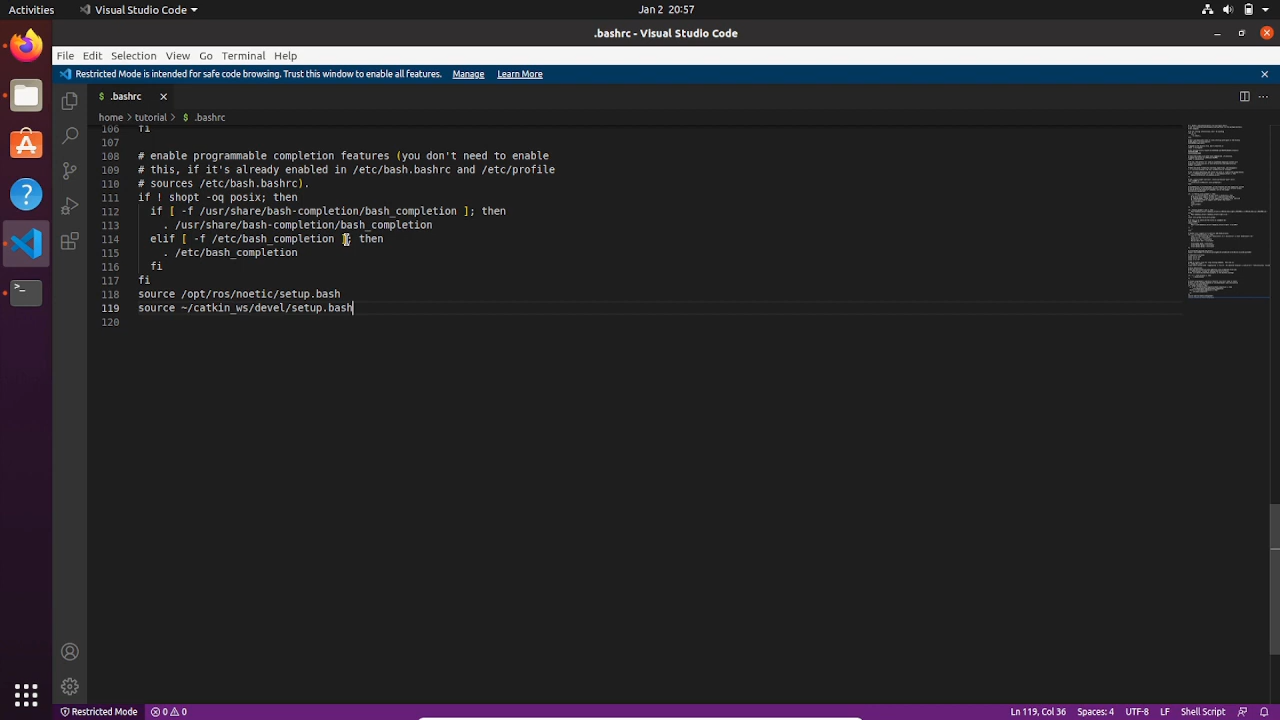 Activities
Visual Studio Code
Jan 2 20:57
.bashrc - Visual Studio Code
File Edit Selection View Go Terminal Help
Restricted Mode is intended for safe code browsing. Trust this window to enable all features. Manage Learn More
$ .bashrc
home > tutorial > $ .bashrc
106 fi
107
108 # enable programmable completion features (you don't need to enable
109 # this, if it's already enabled in /etc/bash.bashrc and /etc/profile
110 # sources /etc/bash.bashrc).
111 if ! shopt -oq posix; then
112 if [ -f /usr/share/bash-completion/bash_completion ]; then
113 . /usr/share/bash-completion/bash_completion
114 elif [ -f /etc/bash_completion ]; then
115 . /etc/bash_completion
116 fi
117 fi
118 source /opt/ros/noetic/setup.bash
119 source ~/catkin_ws/devel/setup.bash
120
Restricted Mode 0 0 Ln 119, Col 36 Spaces: 4 UTF-8 LF Shell Script